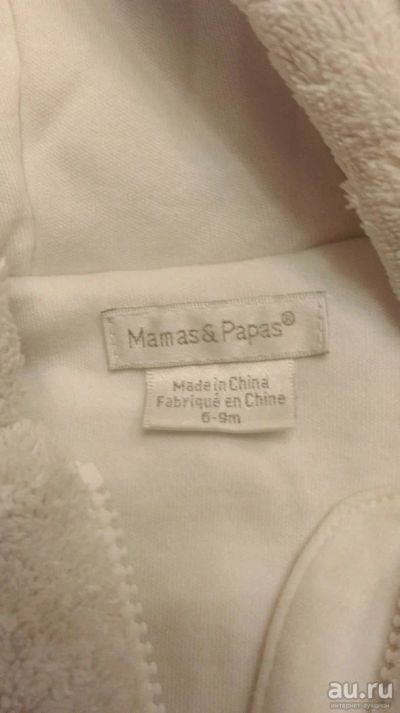 Mamas & Papas®
Made in China
Fabriqué en Chine
6-9m
au.ru
интернет-аукцион